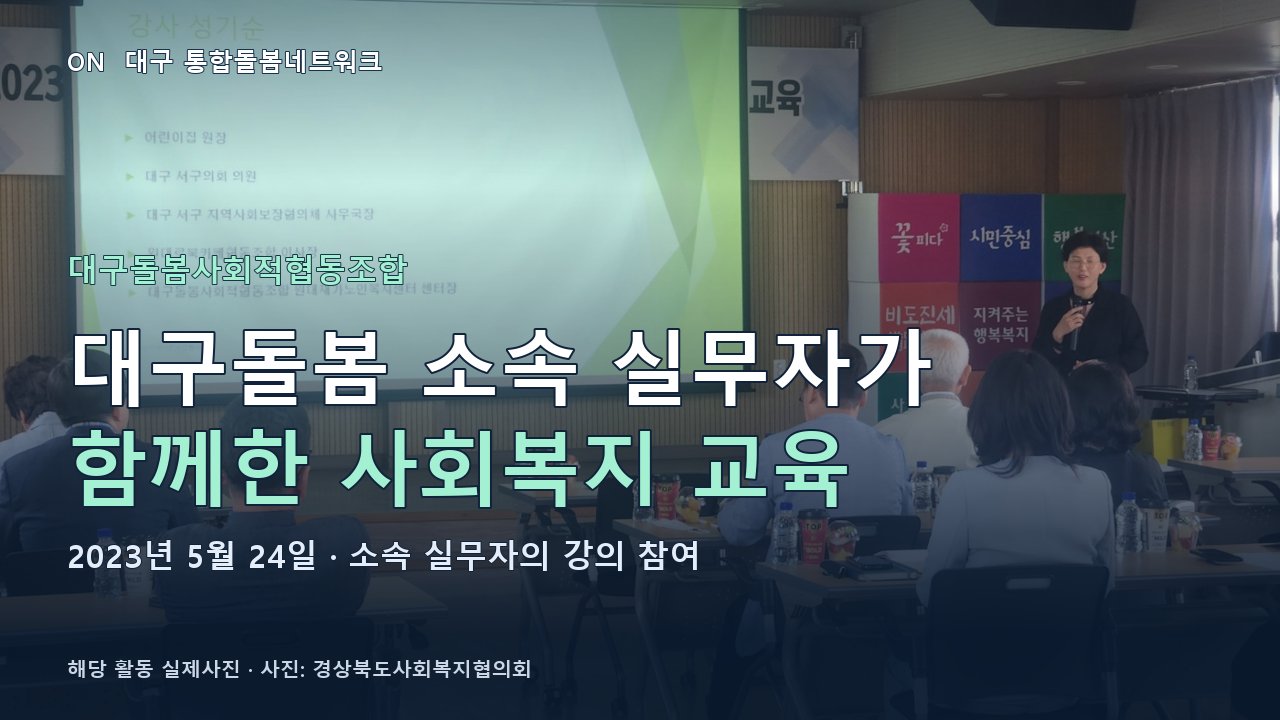 강사 성기순
ON 대구 통합돌봄네트워크
2023
교육
어린이집 원장
대구 서구의회 의원
대구 서구 지역사회보장협의체 사무국장
대구돌봄사회적협동조합
센터장
꽃피다
시민중심
지켜주는
행복복지
대구돌봄 소속 실무자가
함께한 사회복지 교육
2023년 5월 24일 · 소속 실무자의 강의 참여
해당 활동 실제사진 · 사진: 경상북도사회복지협의회